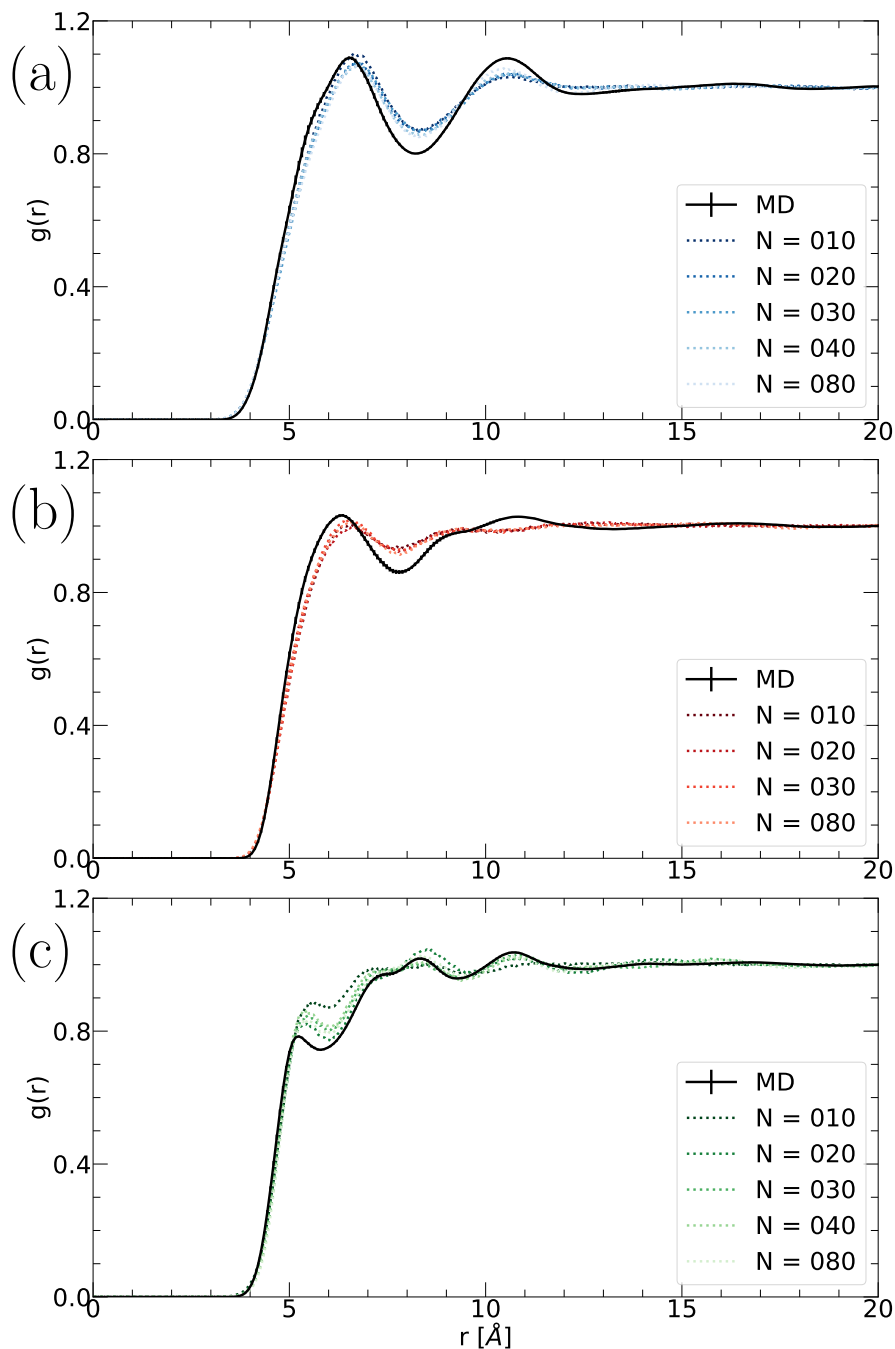 (a)
1.2
0.8
0.4
0.0
g(r)
MD
N = 010
N = 020
N = 030
N = 040
N = 080
0 5 10 15 20
(b)
1.2
0.8
0.4
0.0
g(r)
MD
N = 010
N = 020
N = 030
N = 080
0 5 10 15 20
(c)
1.2
0.8
0.4
0.0
g(r)
MD
N = 010
N = 020
N = 030
N = 040
N = 080
0 5 10 15 20
r [Å]